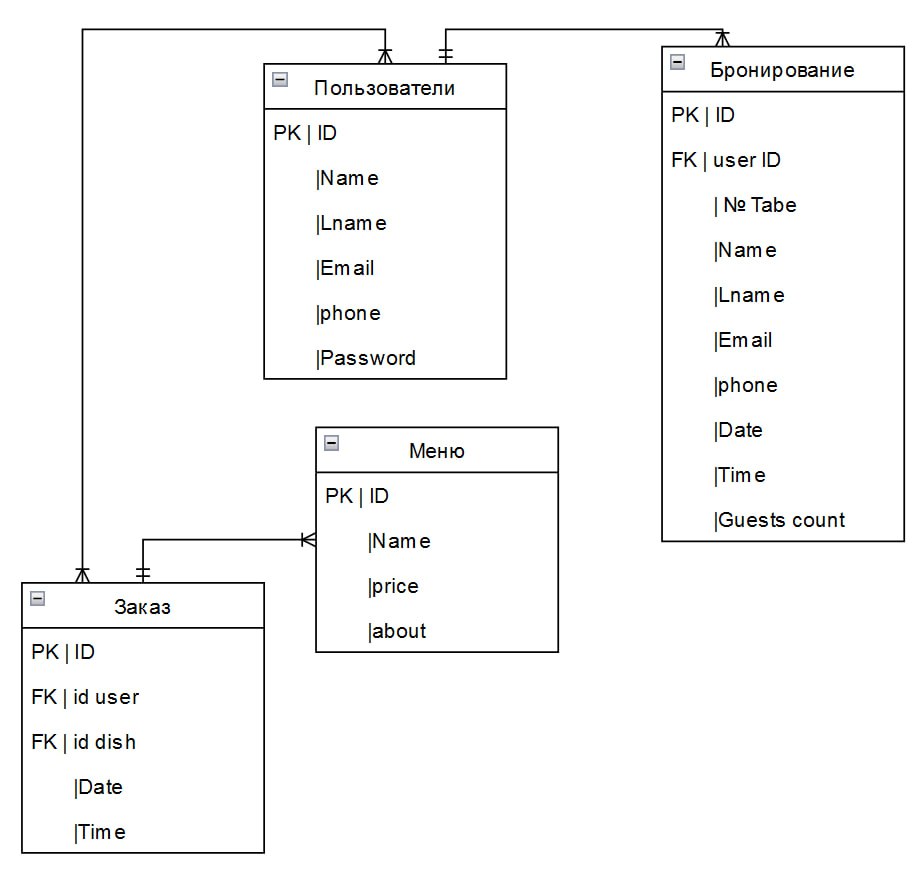 Пользователи
PK | ID
|Name
|Lname
|Email
|phone
|Password
Бронирование
PK | ID
FK | user ID
| № Tabe
|Name
|Lname
|Email
|phone
|Date
|Time
|Guests count
Меню
PK | ID
|Name
|price
|about
Заказ
PK | ID
FK | id user
FK | id dish
|Date
|Time